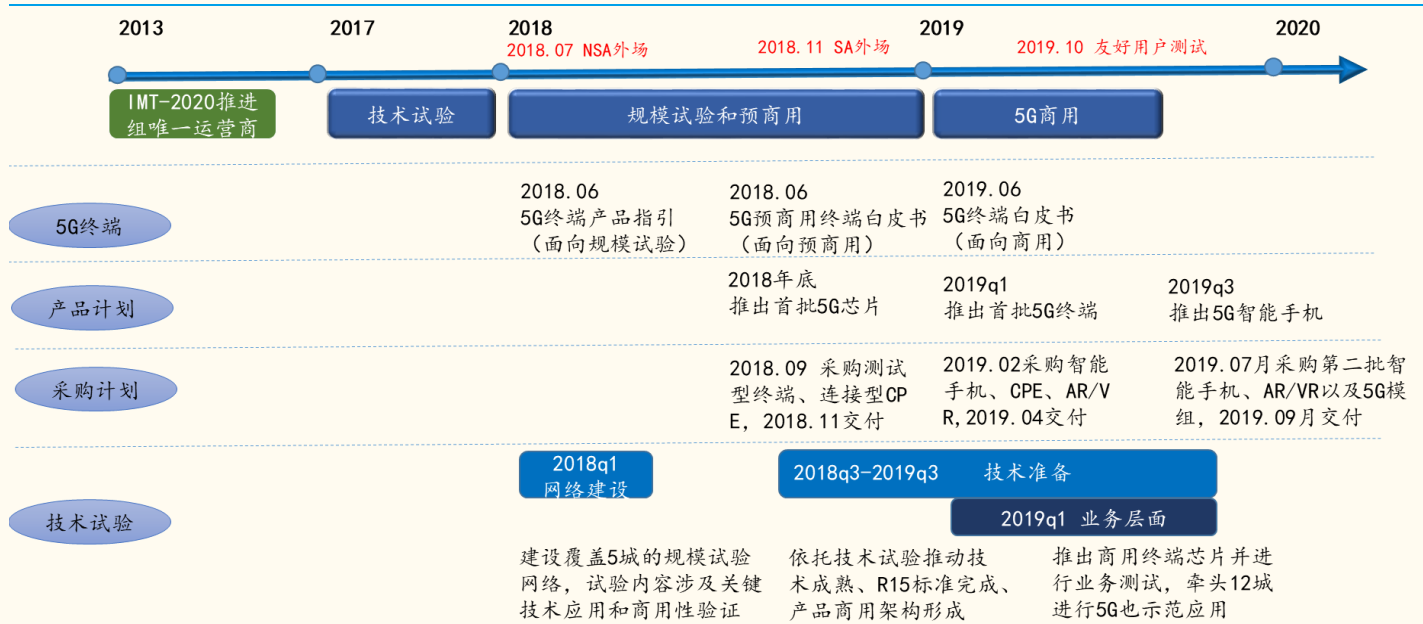 2013
2017
2018
2019
2020
2018.07 NSA外场
2018.11 SA外场
2019.10 友好用户测试
IMT-2020推进
组唯一运营商
技术试验
规模试验和预商用
5G商用
5G终端
2018.06
5G终端产品指引
（面向规模试验）
2018.06
5G预商用终端白皮书
（面向预商用）
2019.06
5G终端白皮书
（面向商用）
产品计划
2018年底
推出首批5G芯片
2019q1
推出首批5G终端
2019q3
推出5G智能手机
采购计划
2018.09 采购测试
型终端、连接型CP
E, 2018.11交付
2019.02采购智能
手机、CPE、AR/V
R,2019.04交付
2019.07月采购第二批智
能手机、AR/VR以及5G模
组, 2019.09月交付
技术试验
2018q1
网络建设
2018q3-2019q3 技术准备
2019q1 业务层面
建设覆盖5城的规模试验
网络，试验内容涉及关键
技术应用和商用性验证
依托技术试验推动技
术成熟、R15标准完成、
产品商用架构形成
推出商用终端芯片并进
行业务测试，牵头12城
进行5G也示范应用